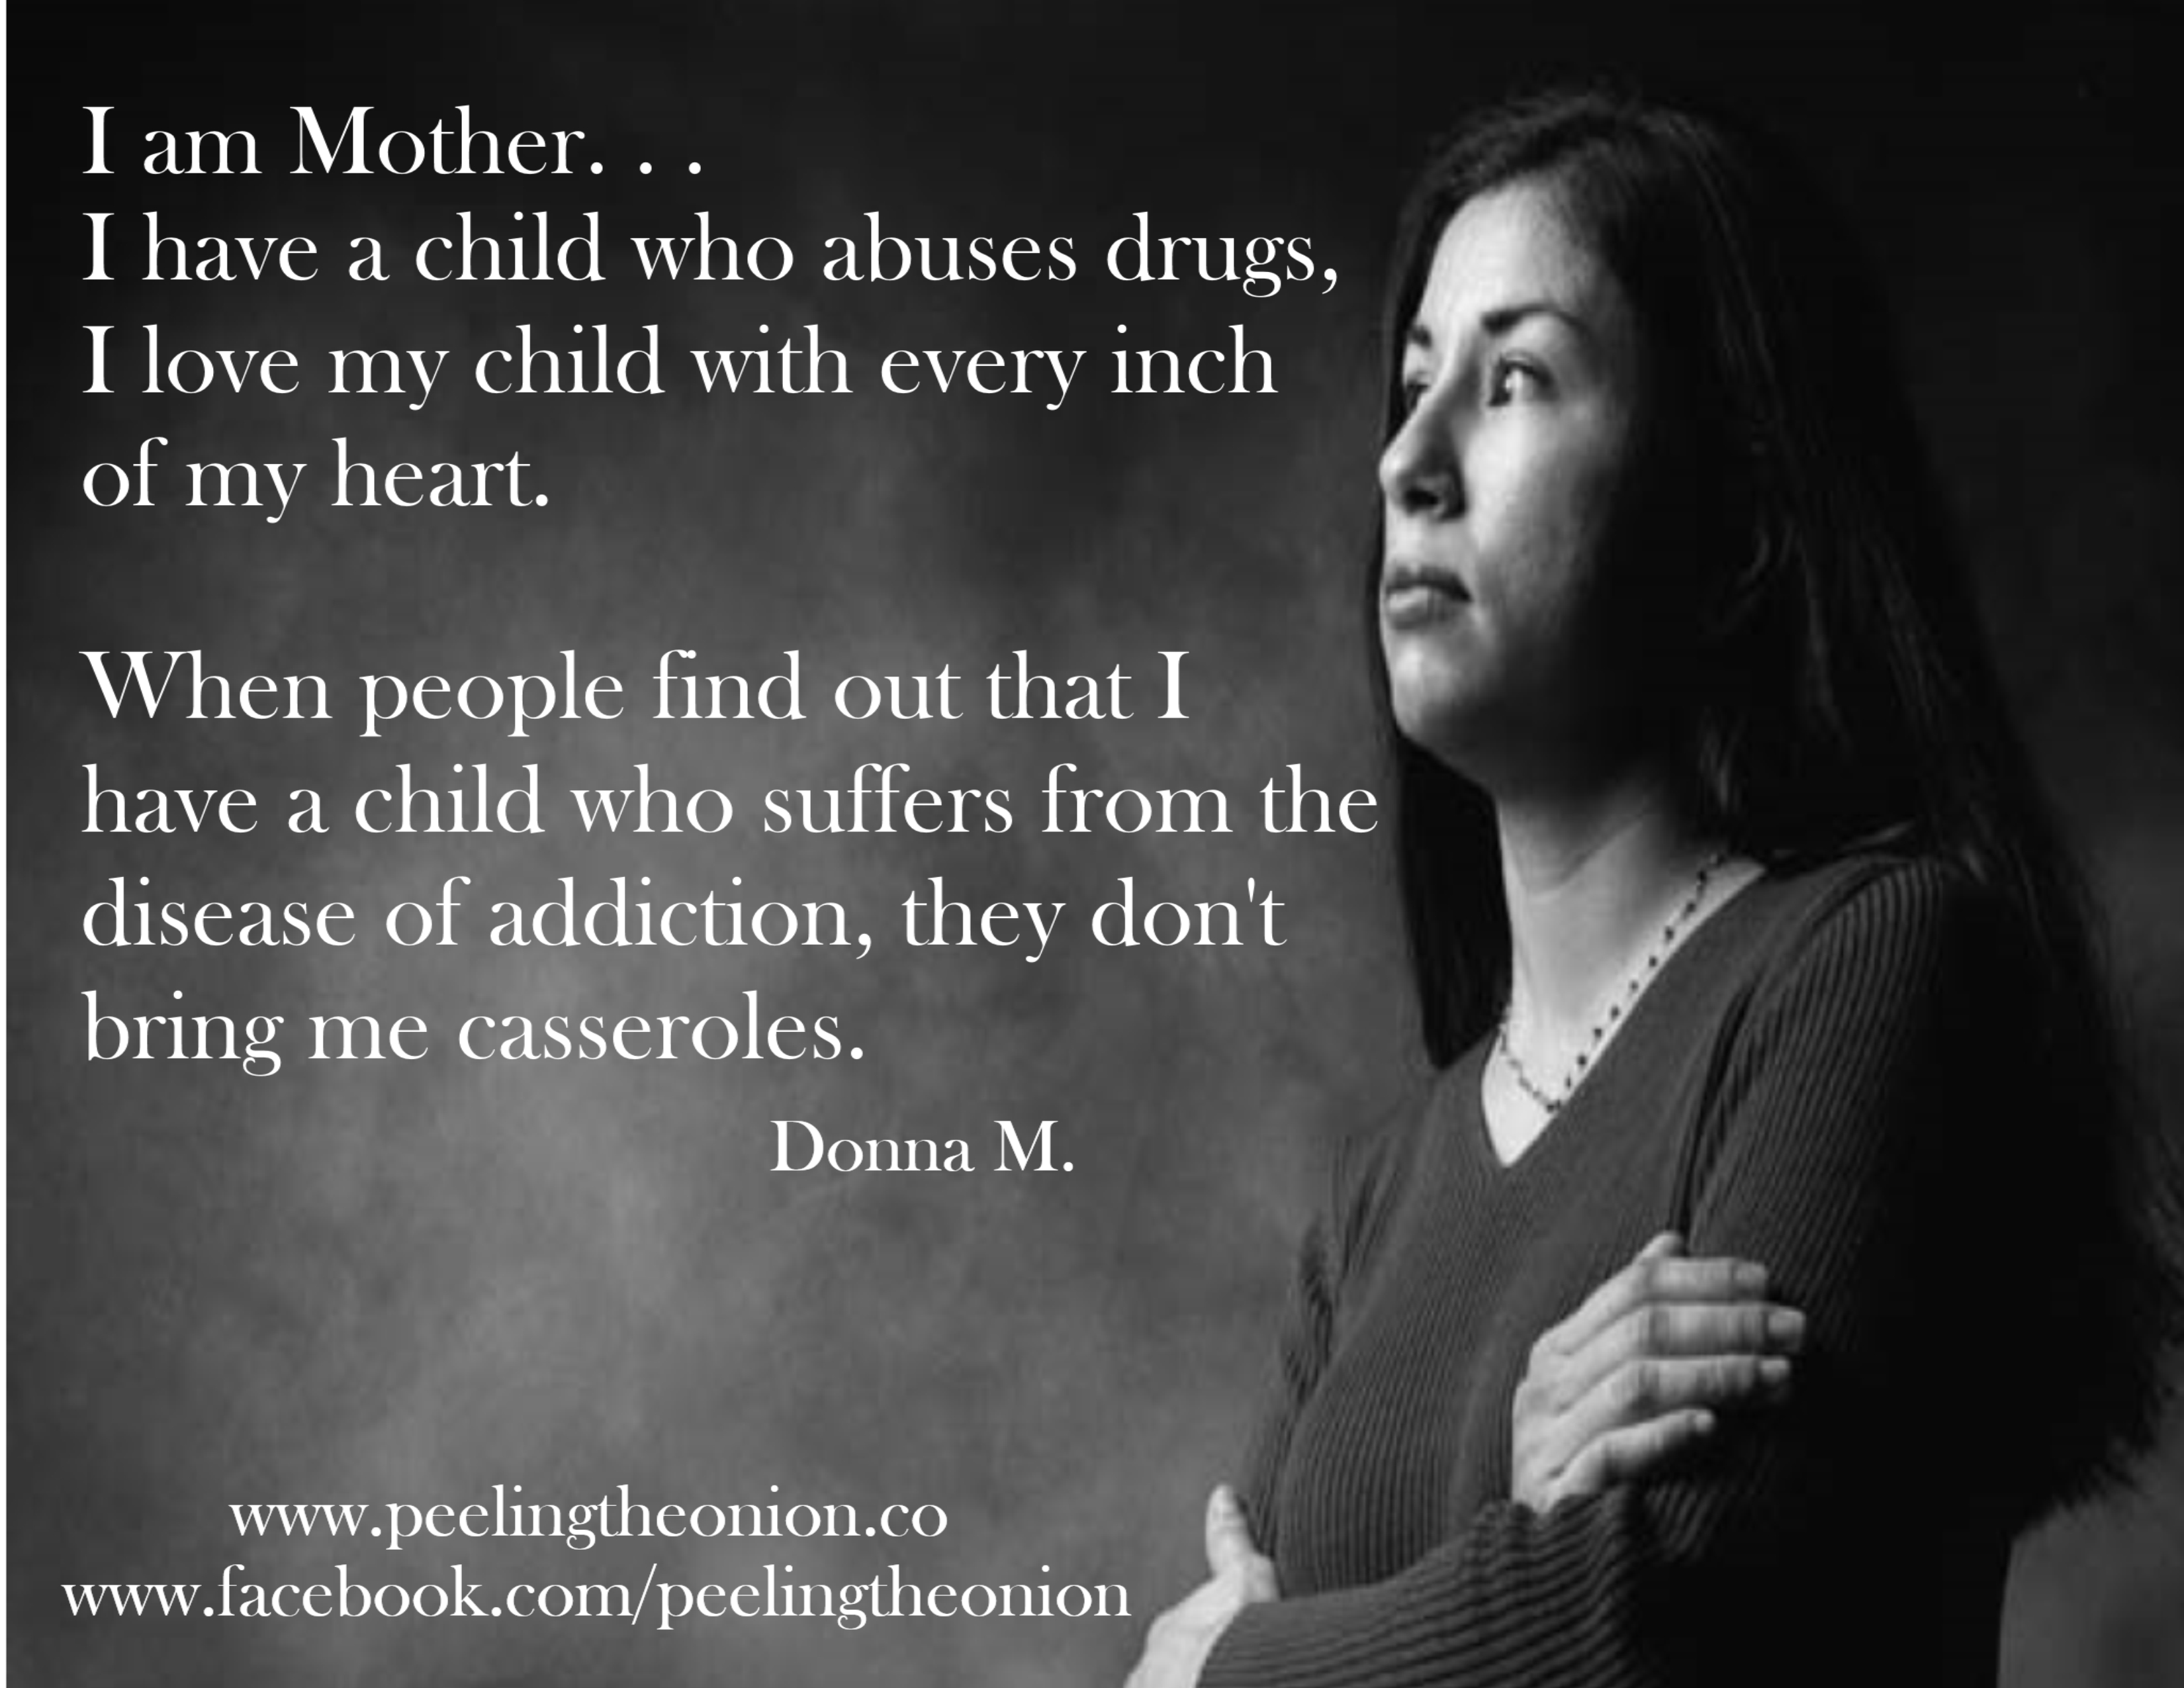 I am Mother. . .
I have a child who abuses drugs,
I love my child with every inch
of my heart.
When people find out that I
have a child who suffers from the
disease of addiction, they don't
bring me casseroles.
Donna M.
www.peelingtheonion.co
www.facebook.com/peelingtheonion